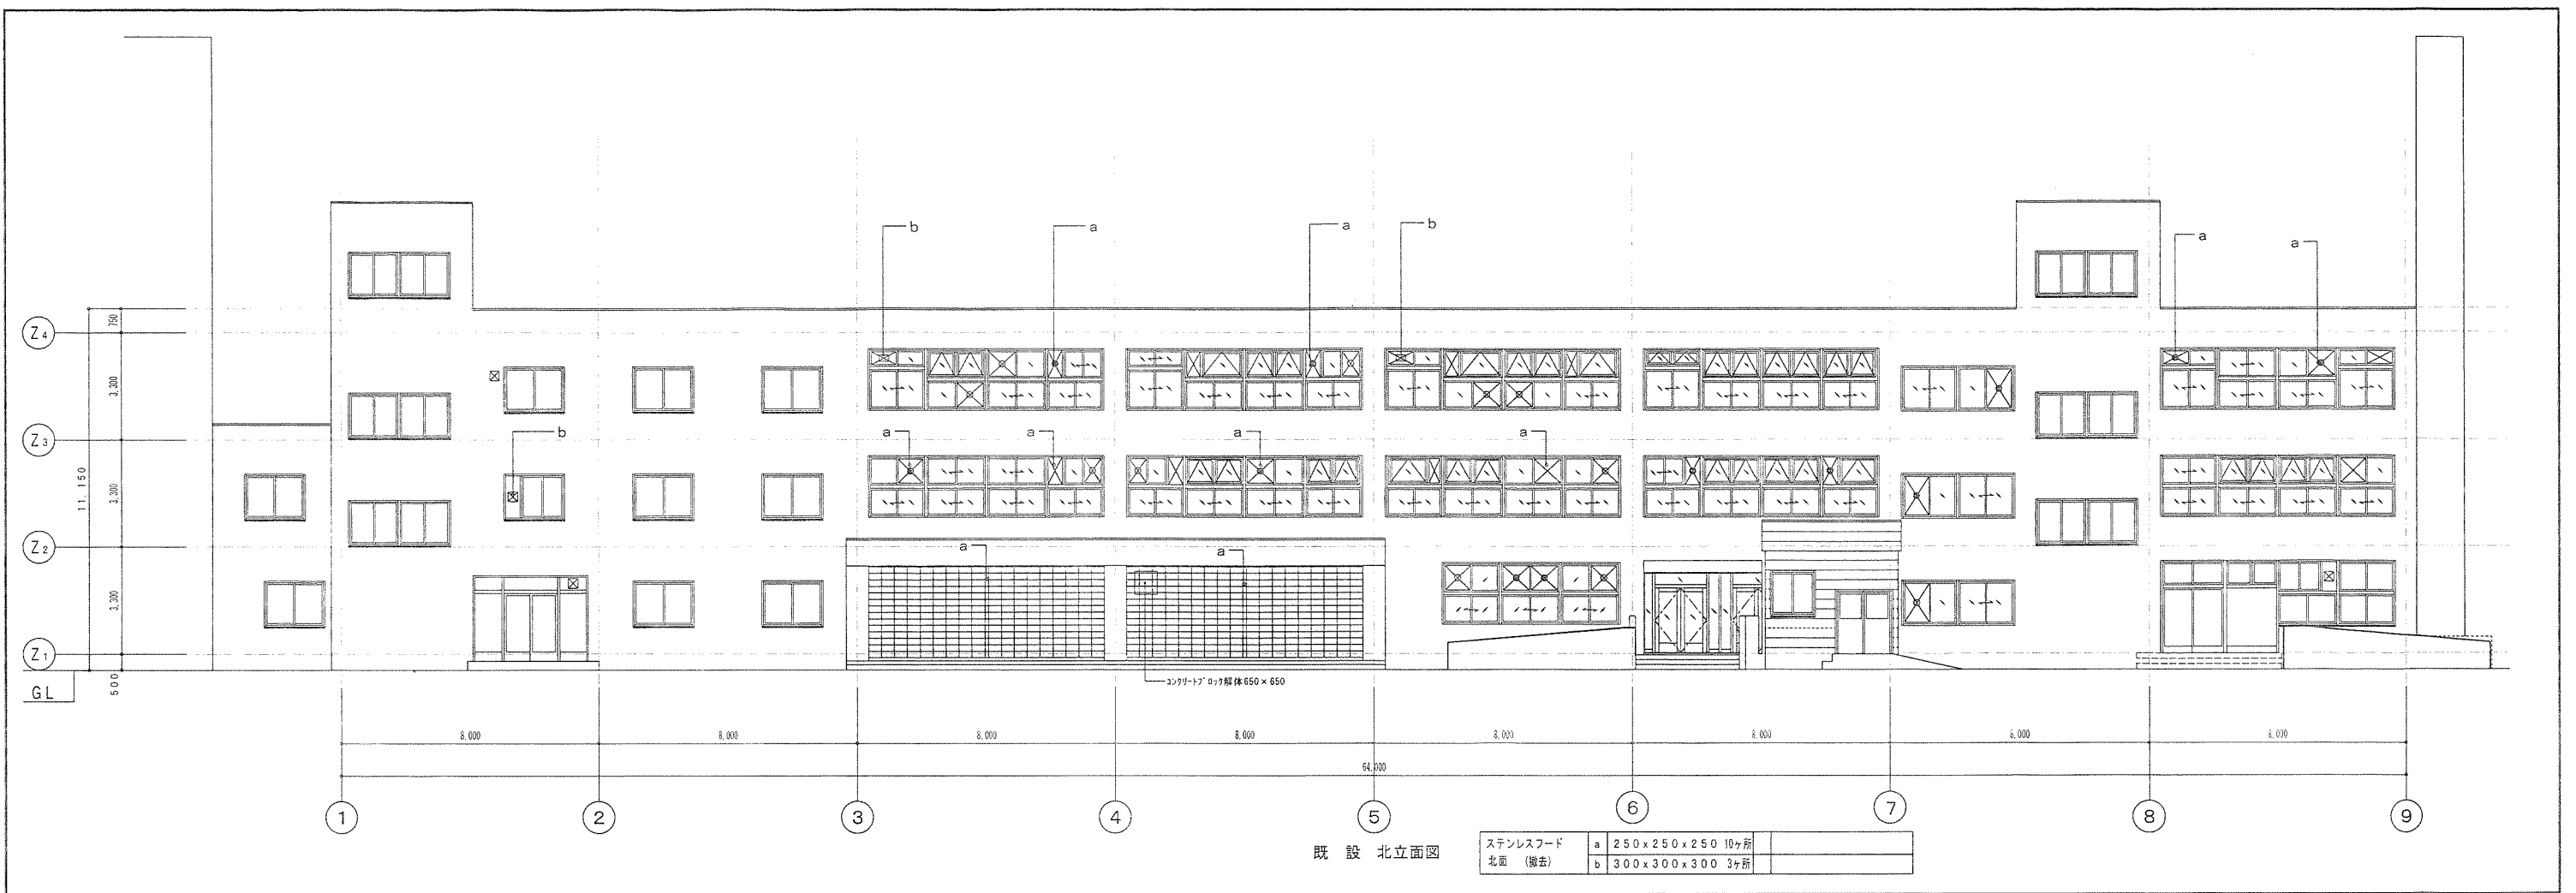 b
a
a
b
a
a
Z4
750
3,300
11,150
Z3
b
a
a
a
a
3,300
Z2
a
a
3,300
Z1
500
GL
コンクリートブロック解体650×650
8,000
8,000
8,000
8,000
8,000
8,000
8,000
8,000
64,000
1
2
3
4
5
6
7
8
9
既 設 北立面図
ステンレスフード
北面 (撤去)
a 250x250x250 10ヶ所
b 300x300x300 3ヶ所